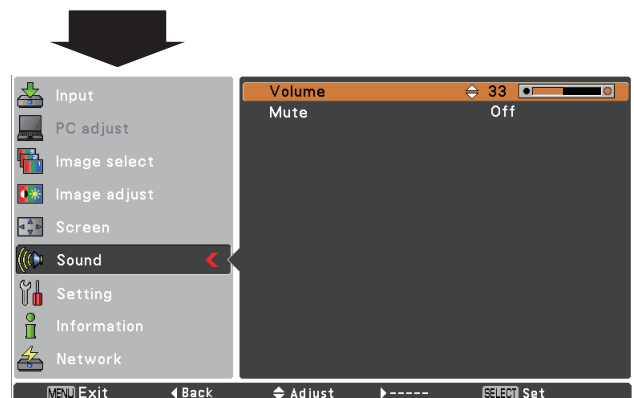 Input
PC adjust
Image select
Image adjust
Screen
Sound
Setting
Information
Network
Volume 33
Mute Off
MENU Exit Back Adjust ----- SELECT Set